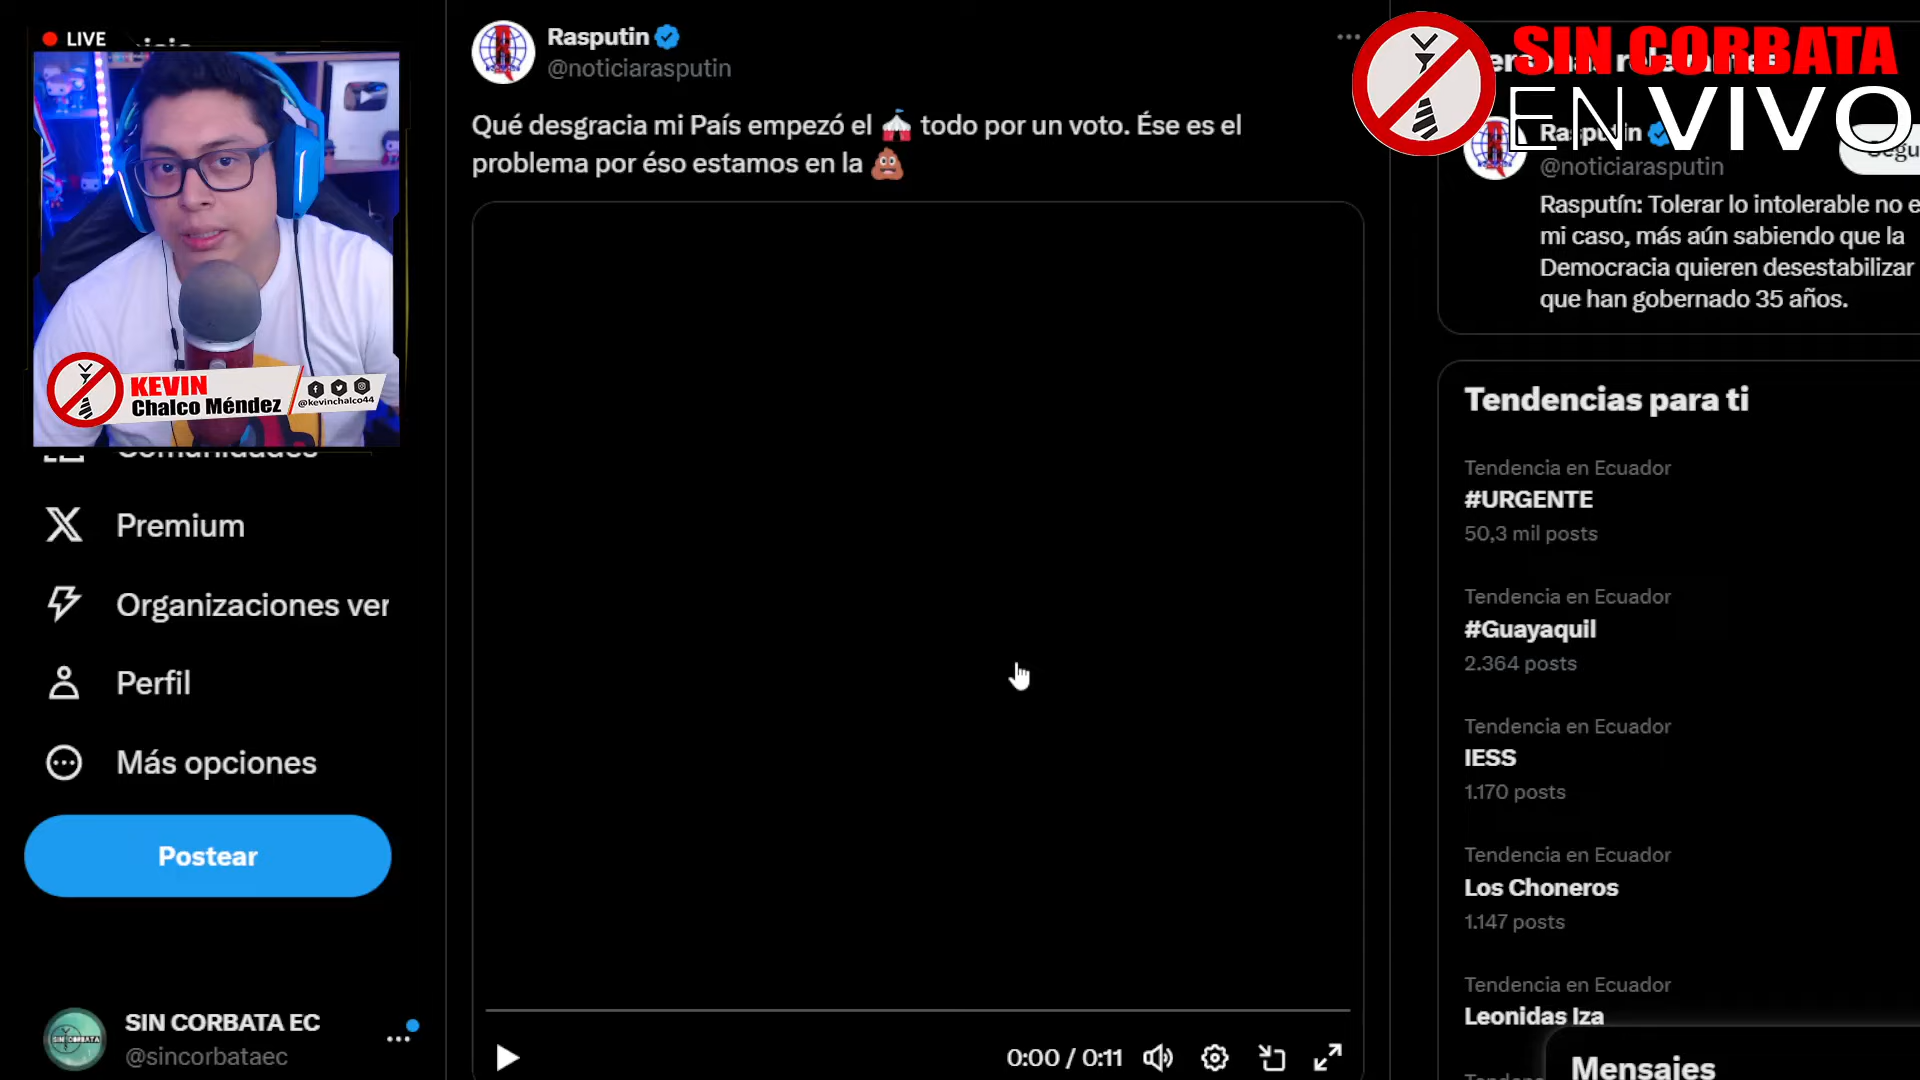 LIVE
KEVIN
Chalco Méndez
@kevinchalco44
Comunidades
Premium
Organizaciones ver
Perfil
Más opciones
Postear
SIN CORBATA EC
@sincorbataec
Rasputin
@noticiarasputin
Qué desgracia mi País empezó el 🎪 todo por un voto. Ése es el
problema por éso estamos en la 💩
0:00 / 0:11
SIN CORBATA
EN VIVO
Rasputin
@noticiarasputin
Rasputín: Tolerar lo intolerable no e
mi caso, más aún sabiendo que la
Democracia quieren desestabilizar
que han gobernado 35 años.
Tendencias para ti
Tendencia en Ecuador
#URGENTE
50,3 mil posts
Tendencia en Ecuador
#Guayaquil
2.364 posts
Tendencia en Ecuador
IESS
1.170 posts
Tendencia en Ecuador
Los Choneros
1.147 posts
Tendencia en Ecuador
Leonidas Iza
Mensajes